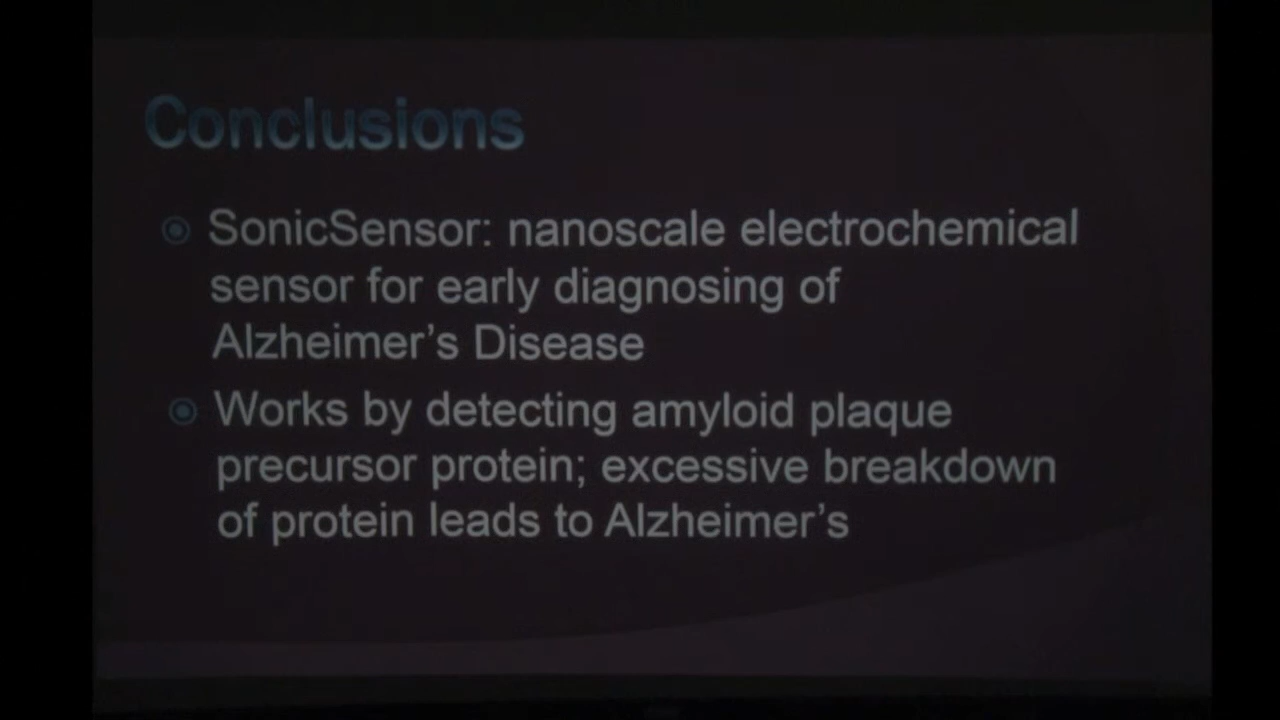 Conclusions
SonicSensor: nanoscale electrochemical
sensor for early diagnosing of
Alzheimer’s Disease
Works by detecting amyloid plaque
precursor protein; excessive breakdown
of protein leads to Alzheimer’s